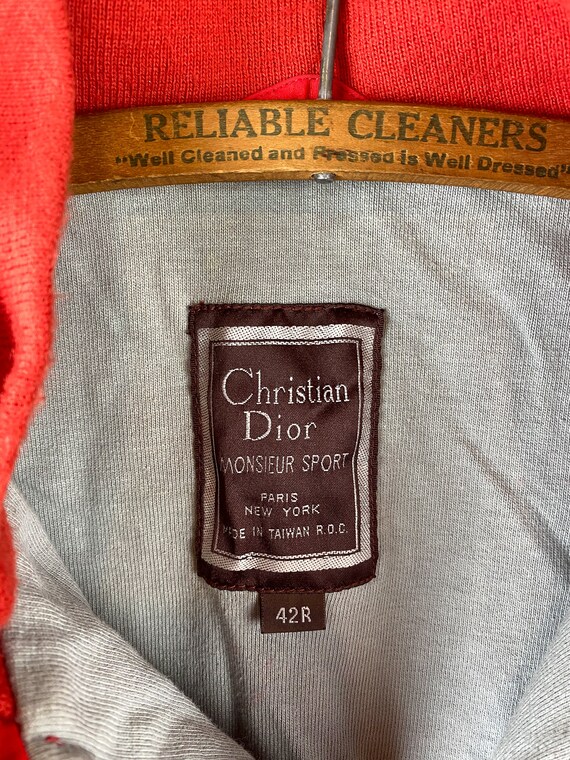 RELIABLE CLEANERS
"Well Cleaned and Pressed is Well Dressed"
Christian
Dior
MONSIEUR SPORT
PARIS
NEW YORK
MADE IN TAIWAN R.O.C.
42R